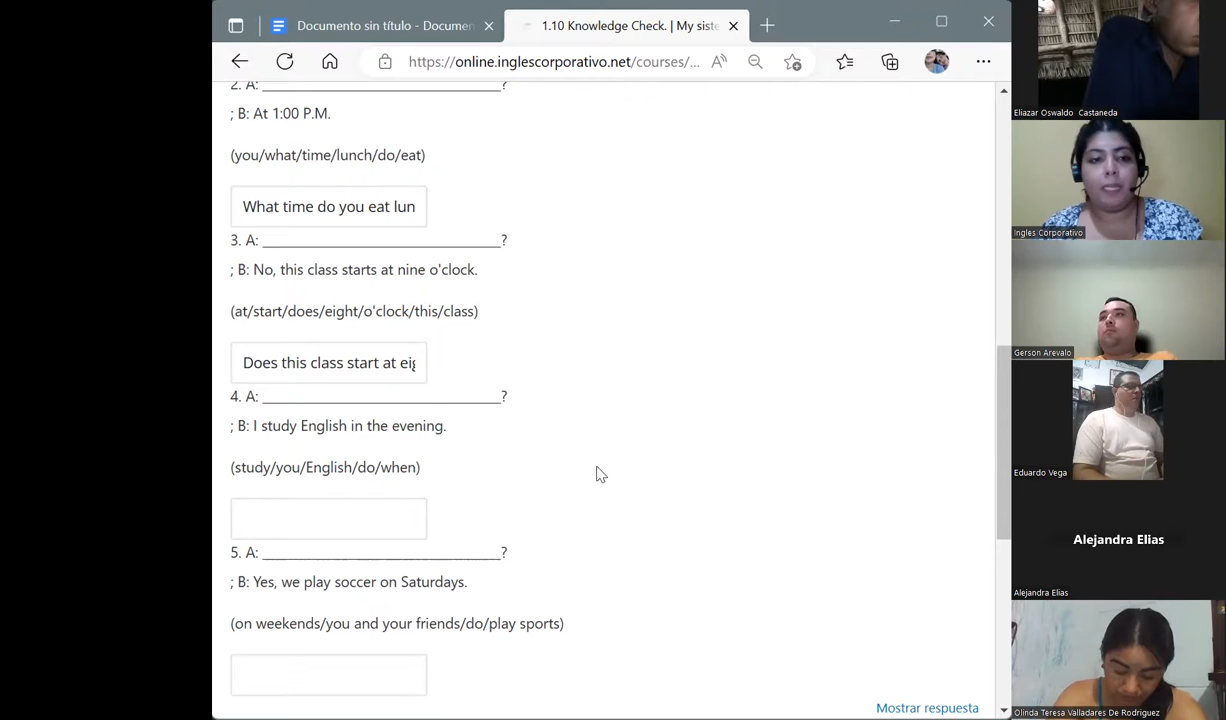 Documento sin título - Documen
1.10 Knowledge Check. | My siste
https://online.inglescorporativo.net/courses/...
2. A: ______________________________?
; B: At 1:00 P.M.
(you/what/time/lunch/do/eat)
What time do you eat lun
3. A: ______________________________?
; B: No, this class starts at nine o'clock.
(at/start/does/eight/o'clock/this/class)
Does this class start at eig
4. A: ______________________________?
; B: I study English in the evening.
(study/you/English/do/when)
5. A: ______________________________?
; B: Yes, we play soccer on Saturdays.
(on weekends/you and your friends/do/play sports)
Mostrar respuesta
Eliazar Oswaldo Castaneda
Ingles Corporativo
Gerson Arevalo
Eduardo Vega
Alejandra Elias
Alejandra Elias
Olinda Teresa Valladares De Rodriguez